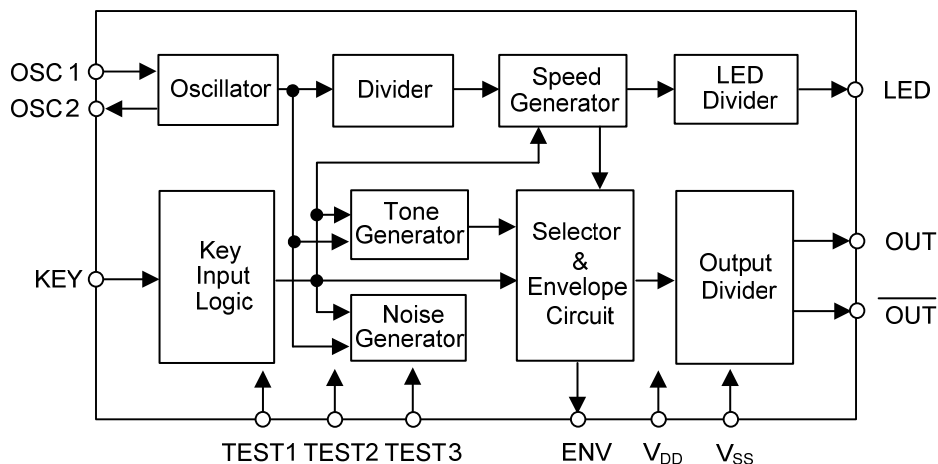 OSC 1
OSC 2
Oscillator
Divider
Speed
Generator
LED
Divider
LED
KEY
Key
Input
Logic
Tone
Generator
Noise
Generator
Selector
&
Envelope
Circuit
Output
Divider
OUT
O̅U̅T̅
TEST1 TEST2 TEST3 ENV VDD VSS